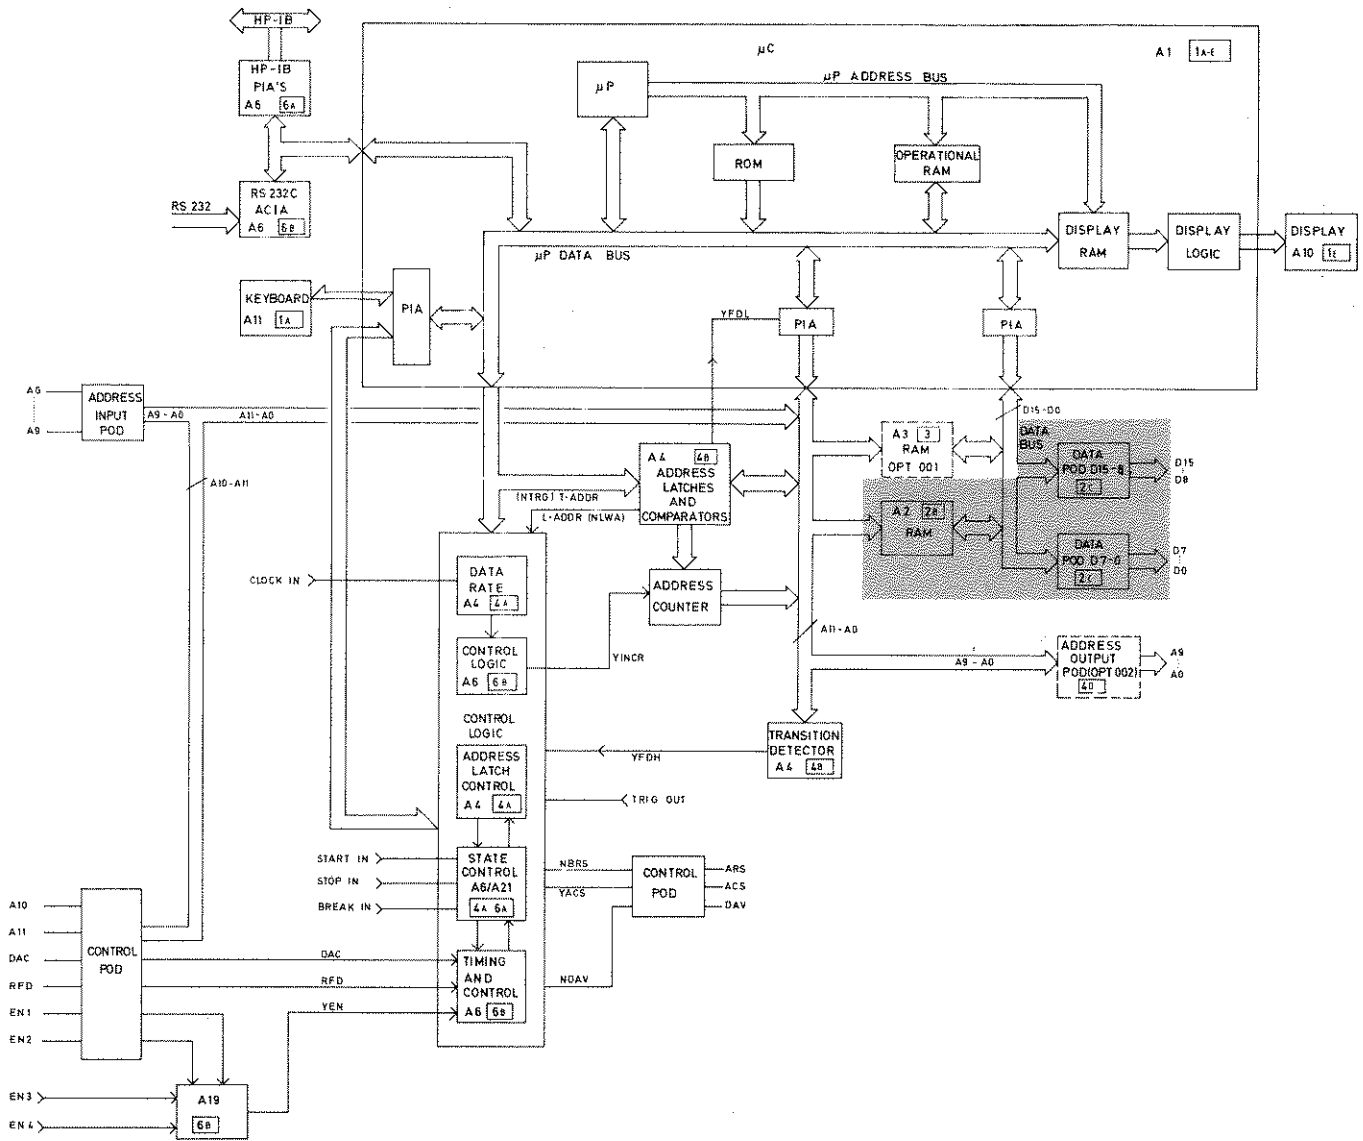 HP-IB
HP-IB
PIA'S
A6 6A
µC
A1 1A-E
µP
µP ADDRESS BUS
ROM
OPERATIONAL
RAM
RS 232
RS 232C
ACIA
A6 6B
µP DATA BUS
DISPLAY
RAM
DISPLAY
LOGIC
DISPLAY
A10 1E
KEYBOARD
A11 1A
PIA
YFDL
PIA
PIA
A0
A9
ADDRESS
INPUT
POD
A9-A0
A11-A0
A10-A11
D15-D0
DATA
BUS
A3 3
RAM
OPT 001
DATA
POD D15-8
2C
D15
D8
A4 4B
ADDRESS
LATCHES
AND
COMPARATORS
(NTRG) T-ADDR
L-ADDR (NLWA)
A2 2B
RAM
DATA
POD D7-0
2C
D7
D0
CLOCK IN
DATA
RATE
A4 4A
ADDRESS
COUNTER
A11-A0
CONTROL
LOGIC
A6 6B
YINCR
A9-A0
ADDRESS
OUTPUT
POD(OPT 002)
4D
A9
A0
CONTROL
LOGIC
ADDRESS
LATCH
CONTROL
A4 4A
YFDH
TRANSITION
DETECTOR
A4 4B
TRIG OUT
START IN
STOP IN
BREAK IN
STATE
CONTROL
A6/A21
4A 6A
NBRS
YACS
CONTROL
POD
ARS
ACS
DAV
A10
A11
DAC
RFD
EN1
EN2
CONTROL
POD
DAC
RFD
YEN
TIMING
AND
CONTROL
A6 6B
NDAV
EN3
EN4
A19
6B